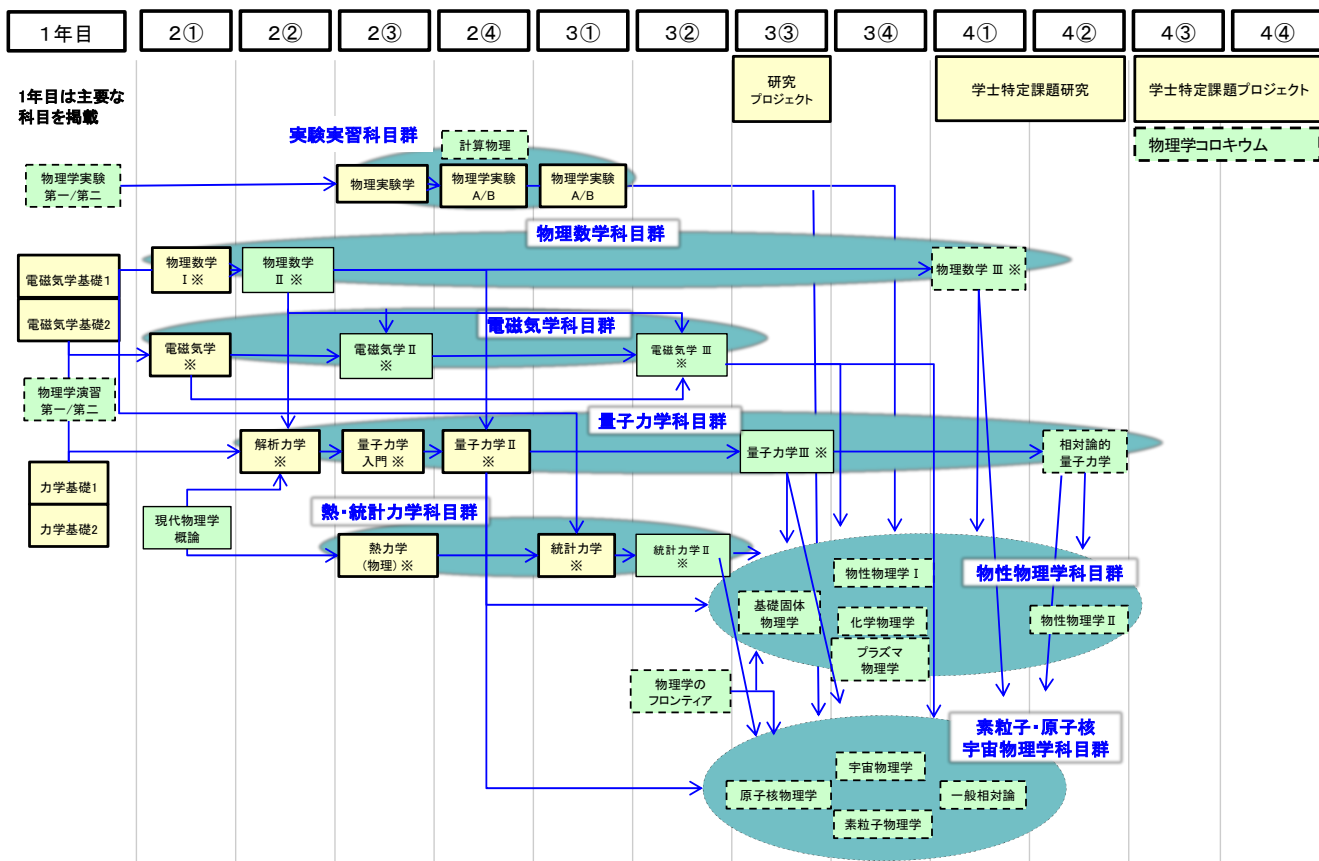 1年目
2①
2②
2③
2④
3①
3②
3③
3④
4①
4②
4③
4④
1年目は主要な
科目を掲載
研究
プロジェクト
学士特定課題研究
学士特定課題プロジェクト
物理学コロキウム
実験実習科目群
計算物理
物理学実験
第一/第二
物理実験学
物理学実験
A/B
物理学実験
A/B
物理数学科目群
電磁気学基礎1
電磁気学基礎2
物理数学
I ※
物理数学
II ※
物理数学 III ※
電磁気学科目群
電磁気学
※
電磁気学 II
※
電磁気学 III
※
物理学演習
第一/第二
量子力学科目群
解析力学
※
量子力学
入門 ※
量子力学 II
※
量子力学III ※
相対論的
量子力学
力学基礎1
力学基礎2
現代物理学
概論
熱・統計力学科目群
熱力学
(物理) ※
統計力学
※
統計力学 II
※
物性物理学科目群
物性物理学 I
基礎固体
物理学
化学物理学
プラズマ
物理学
物性物理学 II
物理学の
フロンティア
素粒子・原子核
宇宙物理学科目群
宇宙物理学
原子核物理学
一般相対論
素粒子物理学